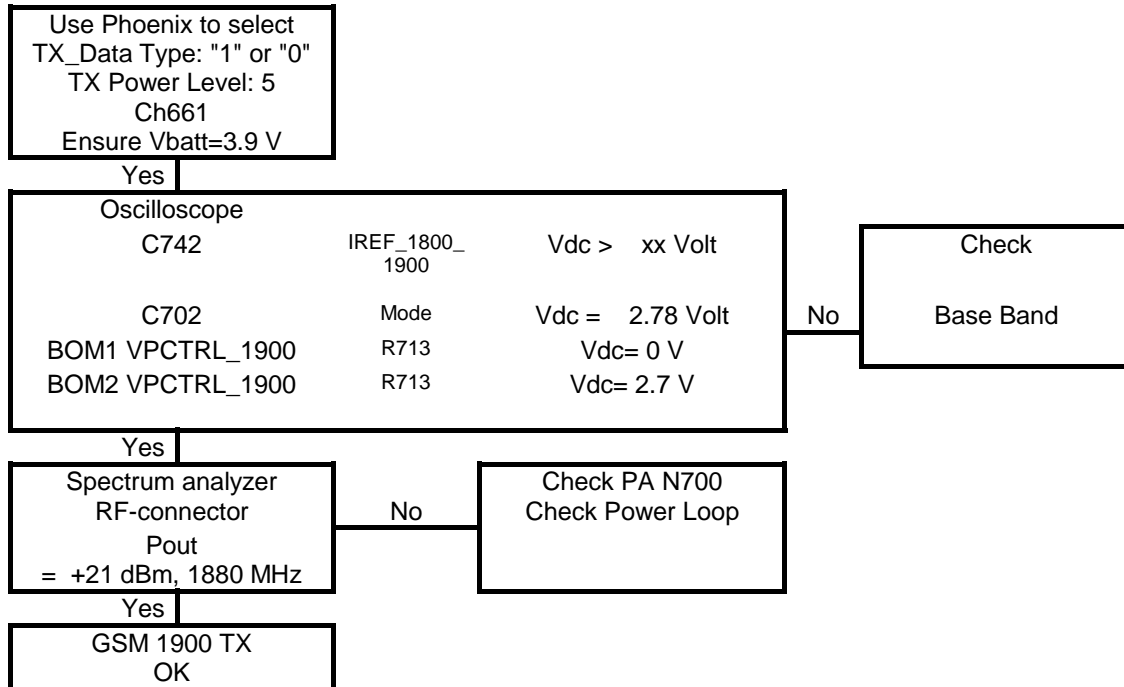 Use Phoenix to select
TX_Data Type: "1" or "0"
TX Power Level: 5
Ch661
Ensure Vbatt=3.9 V
Yes
Oscilloscope
C742 IREF_1800_ Vdc > xx Volt
1900
C702 Mode Vdc = 2.78 Volt
BOM1 VPCTRL_1900 R713 Vdc= 0 V
BOM2 VPCTRL_1900 R713 Vdc= 2.7 V
No
Check
Base Band
Yes
Spectrum analyzer
RF-connector
Pout
= +21 dBm, 1880 MHz
No
Check PA N700
Check Power Loop
Yes
GSM 1900 TX
OK